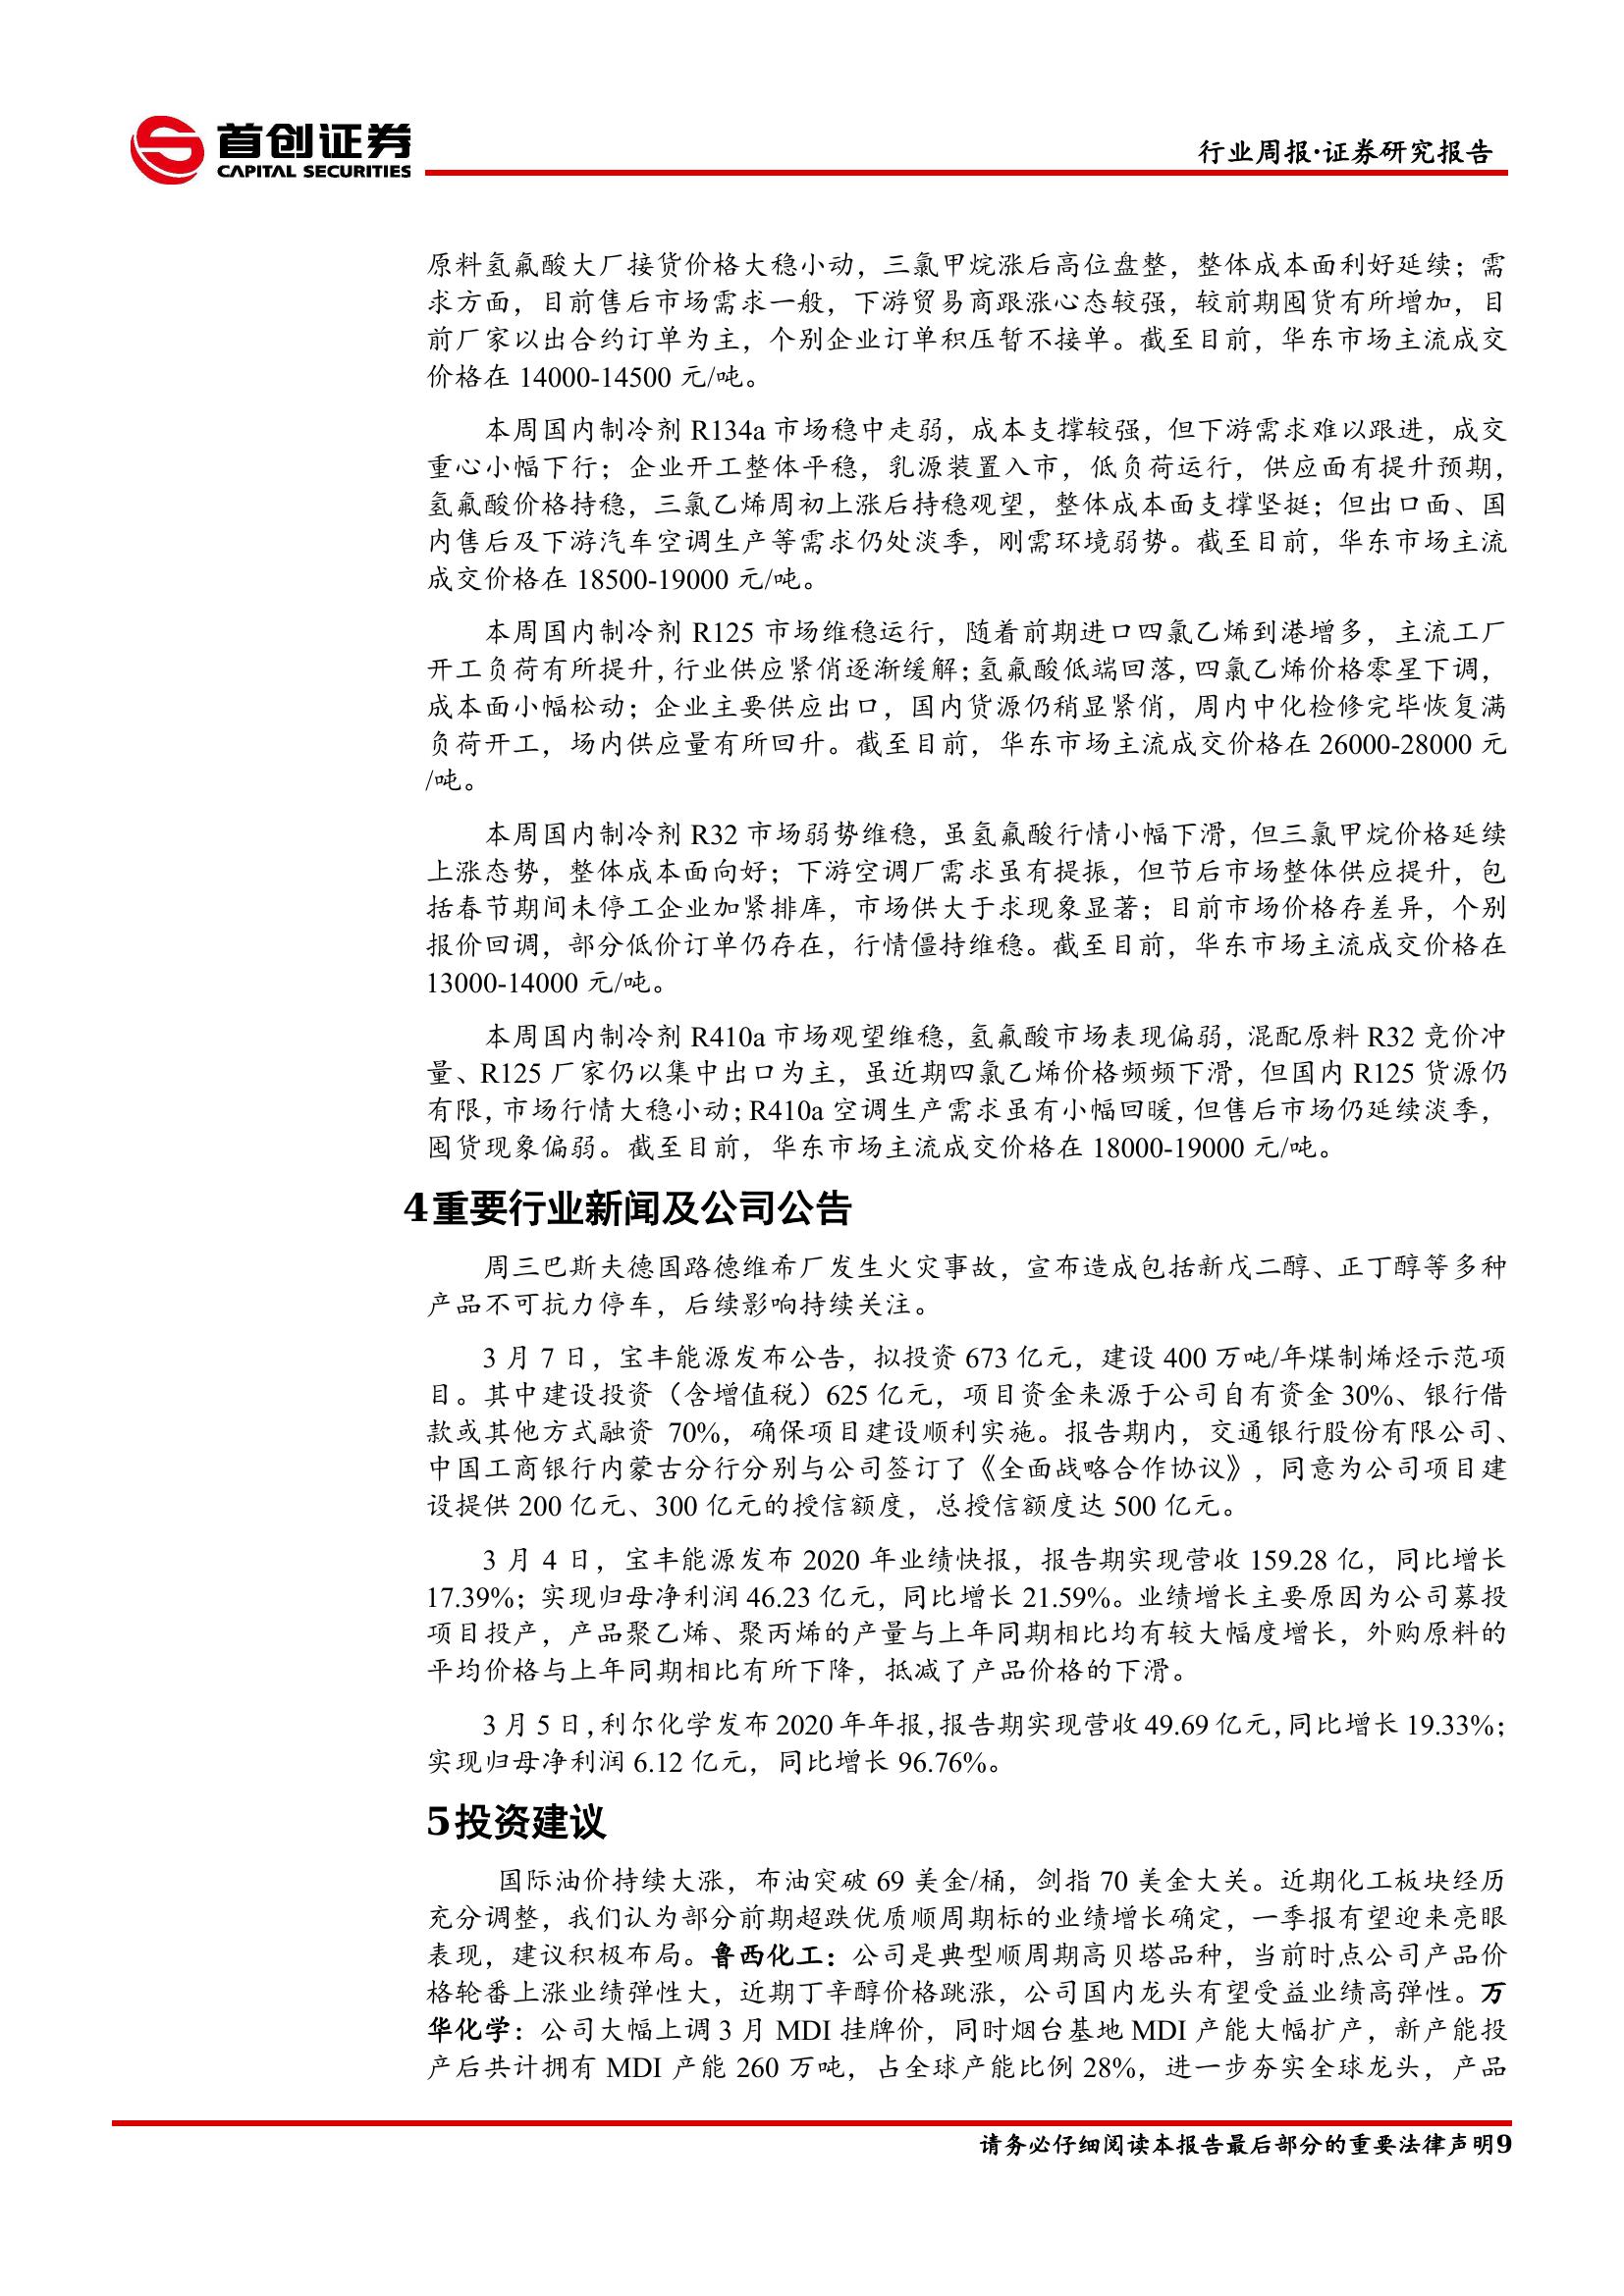 首创证券
CAPITAL SECURITIES
行业周报·证券研究报告
原料氢氟酸大厂接货价格大稳小动，三氯甲烷涨后高位盘整，整体成本面利好延续；需
求方面，目前售后市场需求一般，下游贸易商跟涨心态较强，较前期囤货有所增加，目
前厂家以出合约订单为主，个别企业订单积压暂不接单。截至目前，华东市场主流成交
价格在 14000-14500 元/吨。
本周国内制冷剂 R134a 市场稳中走弱，成本支撑较强，但下游需求难以跟进，成交
重心小幅下行；企业开工整体平稳，乳源装置入市，低负荷运行，供应面有提升预期，
氢氟酸价格持稳，三氯乙烯周初上涨后持稳观望，整体成本面支撑坚挺；但出口面、国
内售后及下游汽车空调生产等需求仍处淡季，刚需环境弱势。截至目前，华东市场主流
成交价格在 18500-19000 元/吨。
本周国内制冷剂 R125 市场维稳运行，随着前期进口四氯乙烯到港增多，主流工厂
开工负荷有所提升，行业供应紧俏逐渐缓解；氢氟酸低端回落，四氯乙烯价格零星下调，
成本面小幅松动；企业主要供应出口，国内货源仍稍显紧俏，周内中化检修完毕恢复满
负荷开工，场内供应量有所回升。截至目前，华东市场主流成交价格在 26000-28000 元
/吨。
本周国内制冷剂 R32 市场弱势维稳，虽氢氟酸行情小幅下滑，但三氯甲烷价格延续
上涨态势，整体成本面向好；下游空调厂需求虽有提振，但节后市场整体供应提升，包
括春节期间未停工企业加紧排库，市场供大于求现象显著；目前市场价格存差异，个别
报价回调，部分低价订单仍存在，行情僵持维稳。截至目前，华东市场主流成交价格在
13000-14000 元/吨。
本周国内制冷剂 R410a 市场观望维稳，氢氟酸市场表现偏弱，混配原料 R32 竞价冲
量、R125 厂家仍以集中出口为主，虽近期四氯乙烯价格频频下滑，但国内 R125 货源仍
有限，市场行情大稳小动；R410a 空调生产需求虽有小幅回暖，但售后市场仍延续淡季，
囤货现象偏弱。截至目前，华东市场主流成交价格在 18000-19000 元/吨。
4重要行业新闻及公司公告
周三巴斯夫德国路德维希厂发生火灾事故，宣布造成包括新戊二醇、正丁醇等多种
产品不可抗力停车，后续影响持续关注。
3 月 7 日，宝丰能源发布公告，拟投资 673 亿元，建设 400 万吨/年煤制烯烃示范项
目。其中建设投资（含增值税）625 亿元，项目资金来源于公司自有资金 30%、银行借
款或其他方式融资 70%，确保项目建设顺利实施。报告期内，交通银行股份有限公司、
中国工商银行内蒙古分行分别与公司签订了《全面战略合作协议》，同意为公司项目建
设提供 200 亿元、300 亿元的授信额度，总授信额度达 500 亿元。
3 月 4 日，宝丰能源发布 2020 年业绩快报，报告期实现营收 159.28 亿，同比增长
17.39%；实现归母净利润 46.23 亿元，同比增长 21.59%。业绩增长主要原因为公司募投
项目投产，产品聚乙烯、聚丙烯的产量与上年同期相比均有较大幅度增长，外购原料的
平均价格与上年同期相比有所下降，抵减了产品价格的下滑。
3 月 5 日，利尔化学发布 2020 年年报，报告期实现营收 49.69 亿元，同比增长 19.33%；
实现归母净利润 6.12 亿元，同比增长 96.76%。
5投资建议
国际油价持续大涨，布油突破 69 美金/桶，剑指 70 美金大关。近期化工板块经历
充分调整，我们认为部分前期超跌优质顺周期标的业绩增长确定，一季报有望迎来亮眼
表现，建议积极布局。鲁西化工：公司是典型顺周期高贝塔品种，当前时点公司产品价
格轮番上涨业绩弹性大，近期丁辛醇价格跳涨，公司国内龙头有望受益业绩高弹性。万
华化学：公司大幅上调 3 月 MDI 挂牌价，同时烟台基地 MDI 产能大幅扩产，新产能投
产后共计拥有 MDI 产能 260 万吨，占全球产能比例 28%，进一步夯实全球龙头，产品
请务必仔细阅读本报告最后部分的重要法律声明9